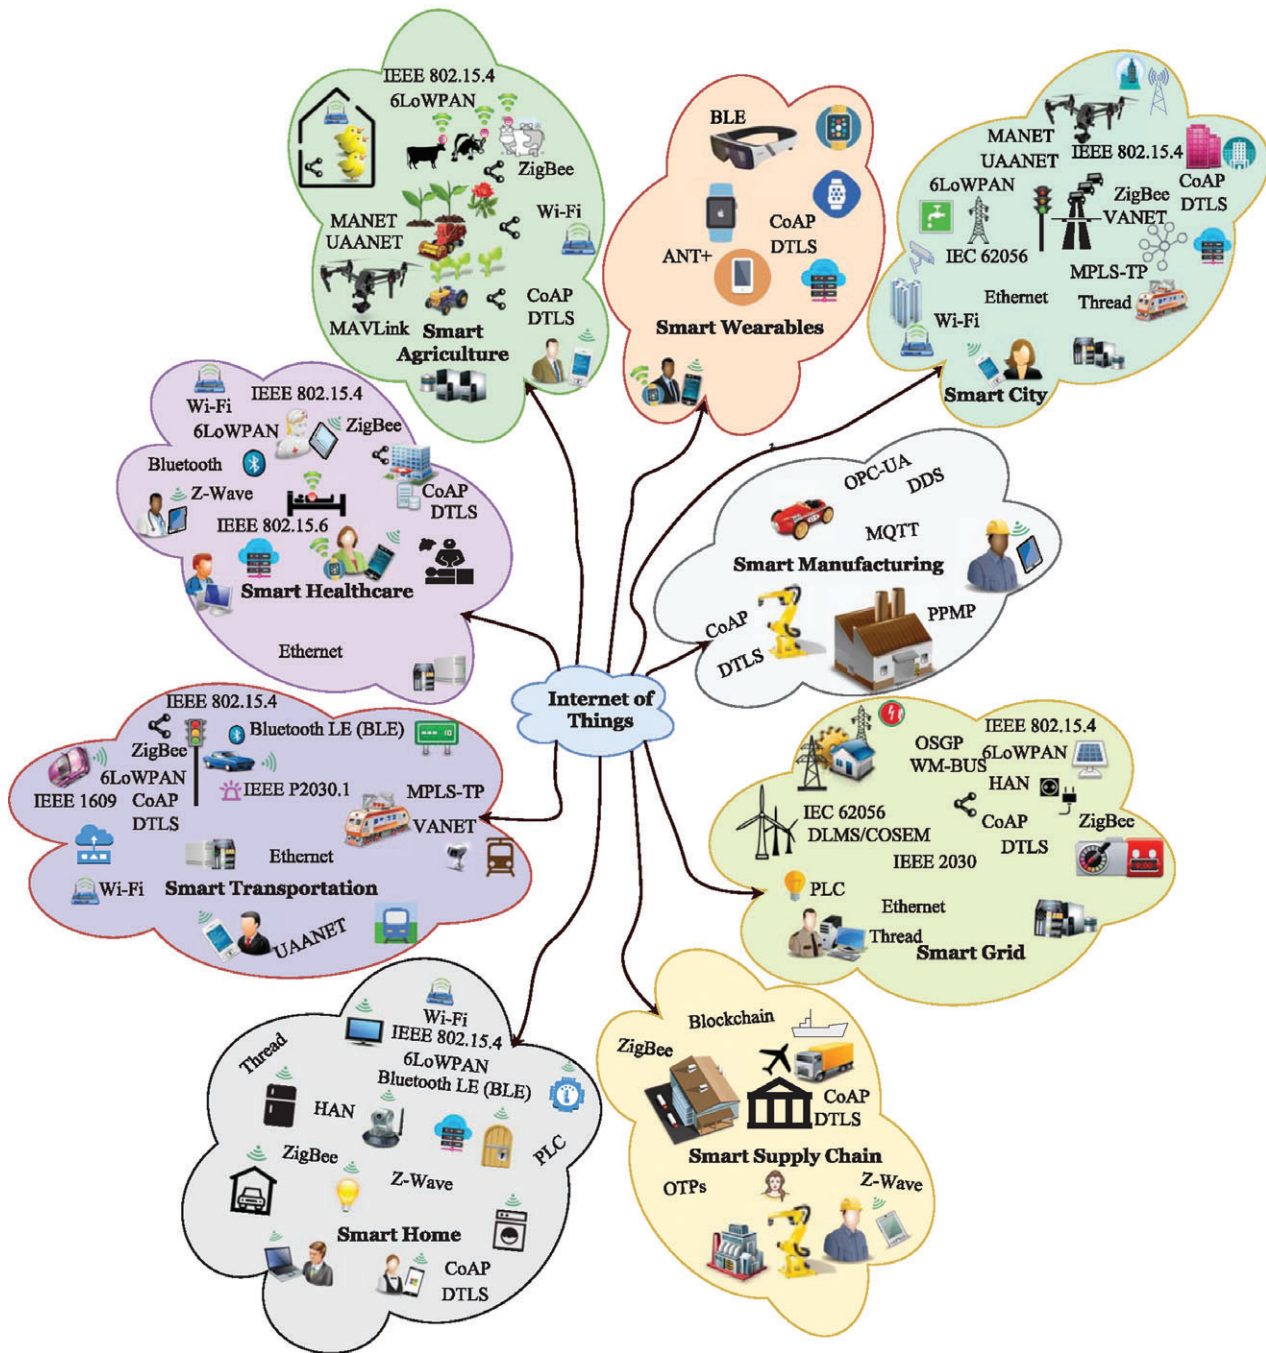 IEEE 802.15.4
6LoWPAN
ZigBee
MANET
UAANET
Wi-Fi
MAVLink
CoAP
DTLS
Smart
Agriculture
BLE
CoAP
DTLS
ANT+
Smart Wearables
MANET
UAANET
IEEE 802.15.4
6LoWPAN
CoAP
DTLS
ZigBee
VANET
IEC 62056
MPLS-TP
Ethernet
Thread
Wi-Fi
Smart City
Wi-Fi
IEEE 802.15.4
6LoWPAN
ZigBee
Bluetooth
Z-Wave
CoAP
DTLS
IEEE 802.15.6
Smart Healthcare
Ethernet
OPC-UA
DDS
MQTT
Smart Manufacturing
CoAP
DTLS
PPMP
Internet of
Things
IEEE 802.15.4
ZigBee
Bluetooth LE (BLE)
10
6LoWPAN
IEEE 1609
CoAP
DTLS
IEEE P2030.1
MPLS-TP
VANET
Ethernet
Wi-Fi
Smart Transportation
UAANET
OSGP
WM-BUS
IEEE 802.15.4
6LoWPAN
HAN
IEC 62056
DLMS/COSEM
CoAP
DTLS
ZigBee
IEEE 2030
PLC
Ethernet
Thread
Smart Grid
Wi-Fi
IEEE 802.15.4
6LoWPAN
Bluetooth LE (BLE)
Thread
HAN
PLC
ZigBee
Z-Wave
Smart Home
CoAP
DTLS
Blockchain
ZigBee
CoAP
DTLS
Smart Supply Chain
OTPs
Z-Wave